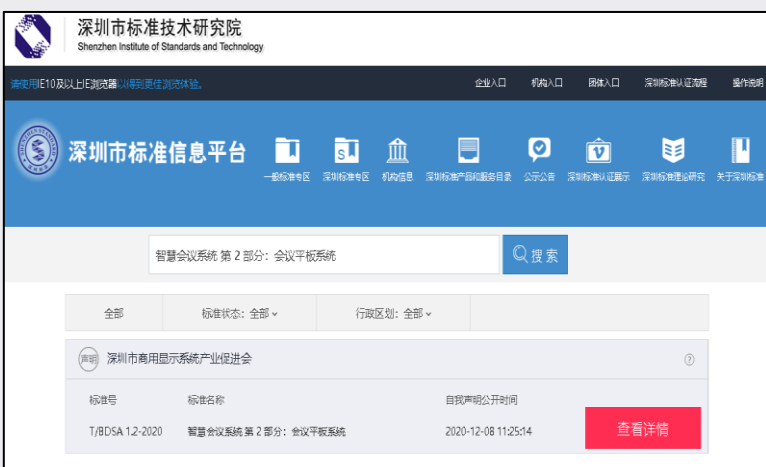 深圳市标准技术研究院
Shenzhen Institute of Standards and Technology
请使用IE10及以上IE浏览器以得到更佳浏览体验。 企业入口 机构入口 团体入口 深圳标准认证流程 操作说明
深圳市标准信息平台
一般标准专区 深圳标准专区 机构信息 深圳标准产品和服务目录 公示公告 深圳标准认证展示 深圳标准理论研究 关于深圳标准
智慧会议系统 第 2 部分：会议平板系统 搜索
全部 标准状态：全部 行政区划：全部
声明 深圳市商用显示系统产业促进会 ?
标准号 标准名称 自我声明公开时间
T/BDSA 1.2-2020 智慧会议系统 第 2 部分：会议平板系统 2020-12-08 11:25:14 查看详情